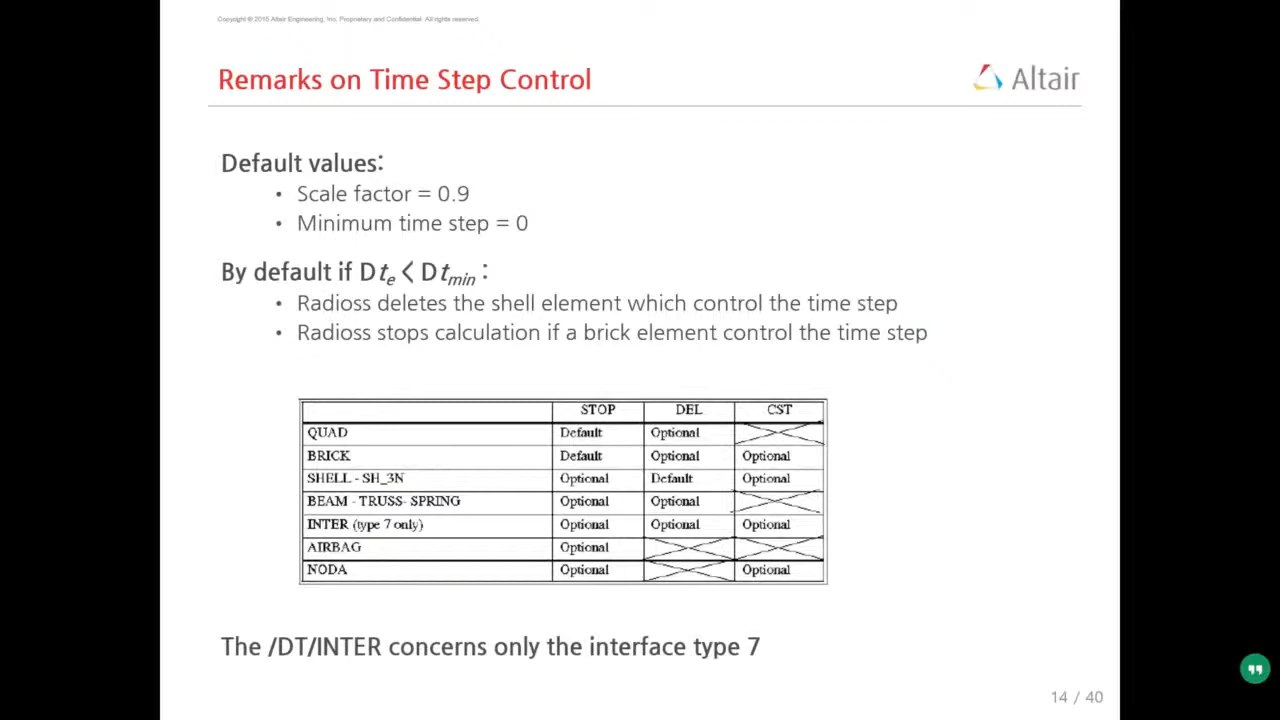 Copyright © 2015 Altair Engineering, Inc. Proprietary and Confidential. All rights reserved.
Remarks on Time Step Control
Altair
Default values:
• Scale factor = 0.9
• Minimum time step = 0
By default if Dte < Dtmin :
• Radioss deletes the shell element which control the time step
• Radioss stops calculation if a brick element control the time step
STOP DEL CST
QUAD Default Optional
BRICK Default Optional Optional
SHELL - SH_3N Optional Default Optional
BEAM - TRUSS- SPRING Optional Optional
INTER (type 7 only) Optional Optional Optional
AIRBAG Optional
NODA Optional Optional
The /DT/INTER concerns only the interface type 7
14 / 40